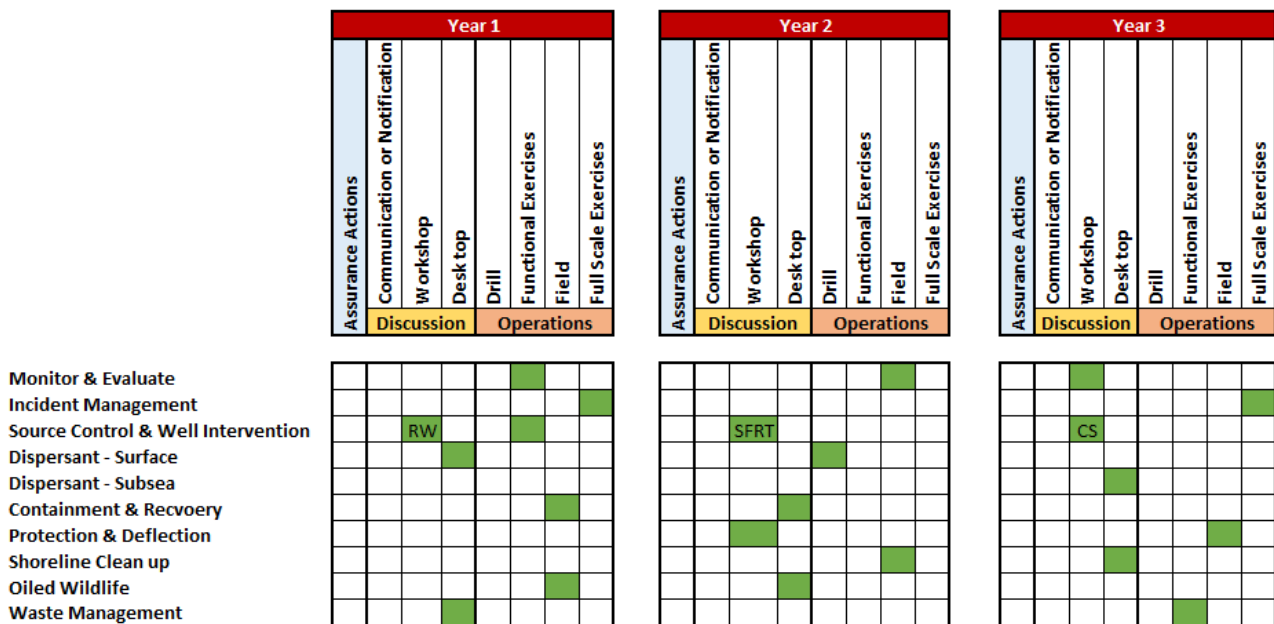 Year 1
Year 2
Year 3
Assurance Actions
Communication or Notification
Workshop
Desk top
Drill
Functional Exercises
Field
Full Scale Exercises
Assurance Actions
Communication or Notification
Workshop
Desk top
Drill
Functional Exercises
Field
Full Scale Exercises
Assurance Actions
Communication or Notification
Workshop
Desk top
Drill
Functional Exercises
Field
Full Scale Exercises
Discussion
Operations
Discussion
Operations
Discussion
Operations
Monitor & Evaluate
Incident Management
Source Control & Well Intervention RW SFRT CS
Dispersant - Surface
Dispersant - Subsea
Containment & Recvoery
Protection & Deflection
Shoreline Clean up
Oiled Wildlife
Waste Management